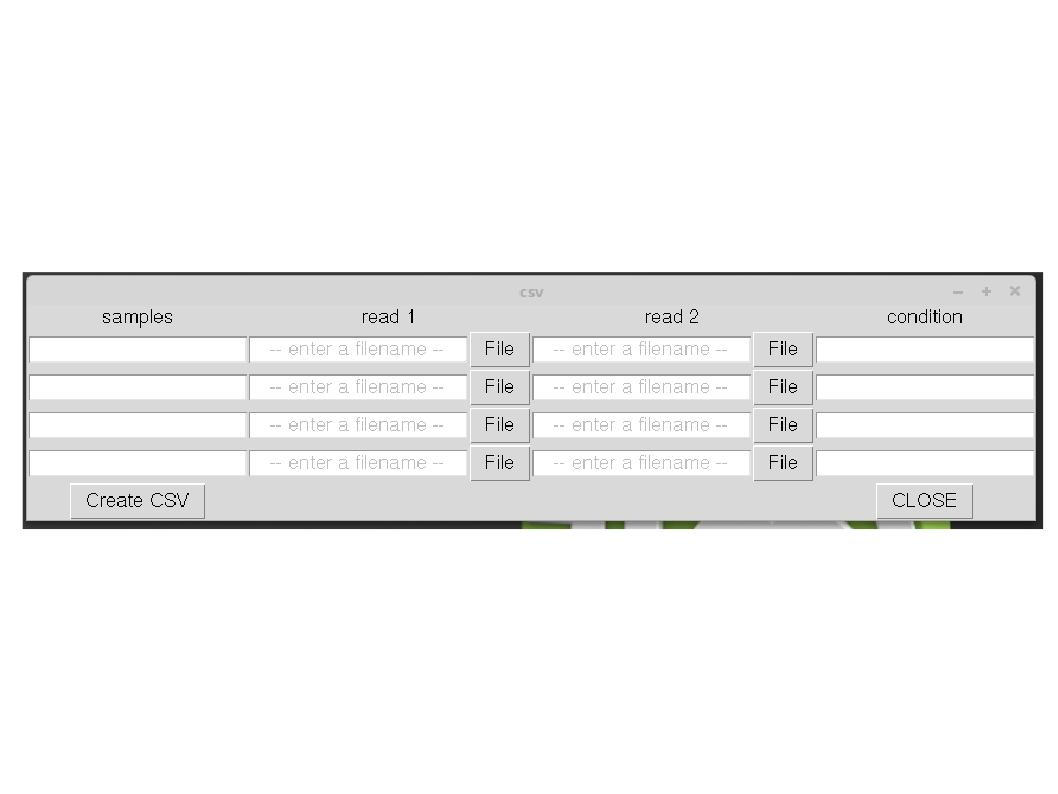 csv
samples read 1 read 2 condition
-- enter a filename -- File -- enter a filename -- File
-- enter a filename -- File -- enter a filename -- File
-- enter a filename -- File -- enter a filename -- File
-- enter a filename -- File -- enter a filename -- File
Create CSV CLOSE